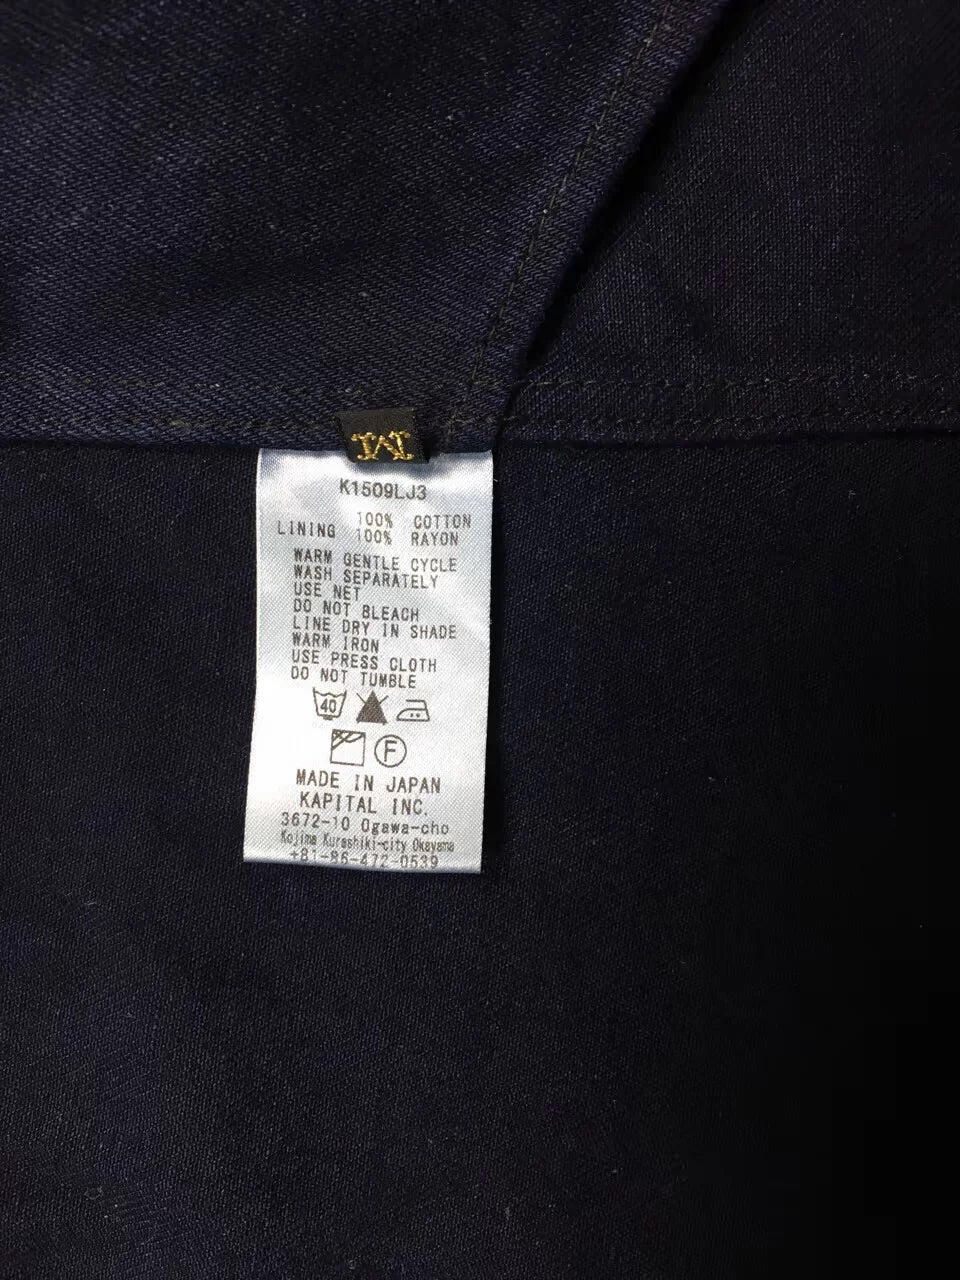 M
K1509LJ3
100% COTTON
LINING 100% RAYON
WARM GENTLE CYCLE
WASH SEPARATELY
USE NET
DO NOT BLEACH
LINE DRY IN SHADE
WARM IRON
USE PRESS CLOTH
DO NOT TUMBLE
40
F
MADE IN JAPAN
KAPITAL INC.
3672-10 Ogawa-cho
Kojima Kurashiki-city Okayama
+81-86-472-0539